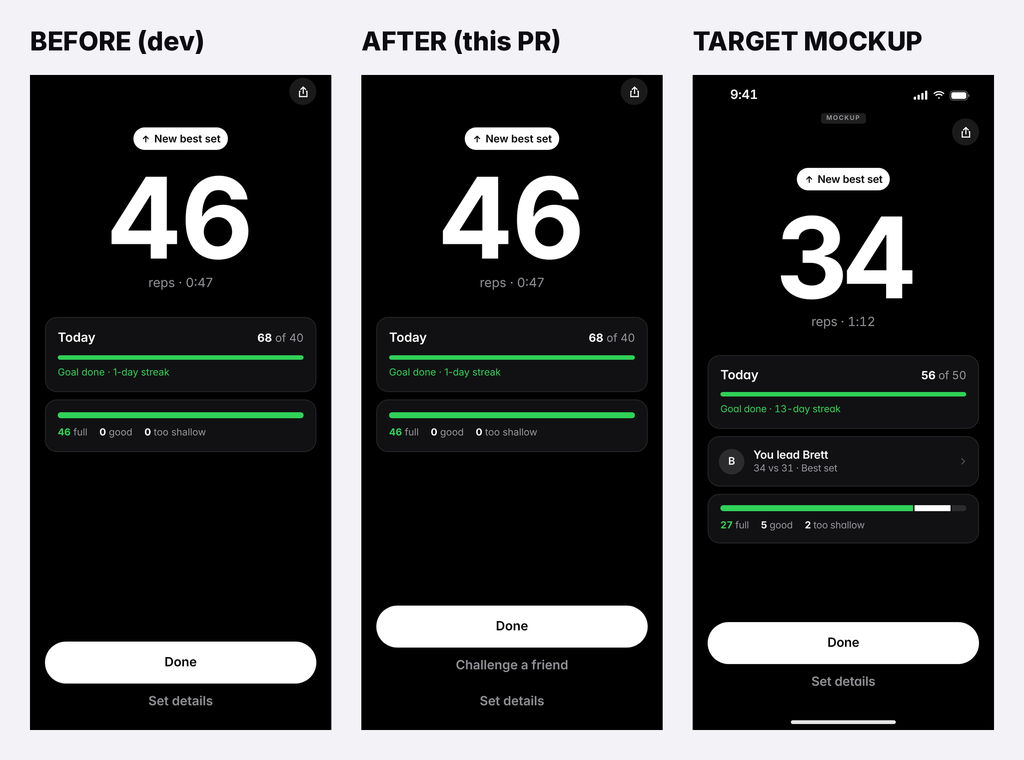 BEFORE (dev)
↑ New best set
46
reps · 0:47
Today 68 of 40
Goal done · 1-day streak
46 full 0 good 0 too shallow
Done
Set details
AFTER (this PR)
↑ New best set
46
reps · 0:47
Today 68 of 40
Goal done · 1-day streak
46 full 0 good 0 too shallow
Done
Challenge a friend
Set details
TARGET MOCKUP
9:41
MOCKUP
↑ New best set
34
reps · 1:12
Today 56 of 50
Goal done · 13-day streak
B
You lead Brett
34 vs 31 · Best set
27 full 5 good 2 too shallow
Done
Set details